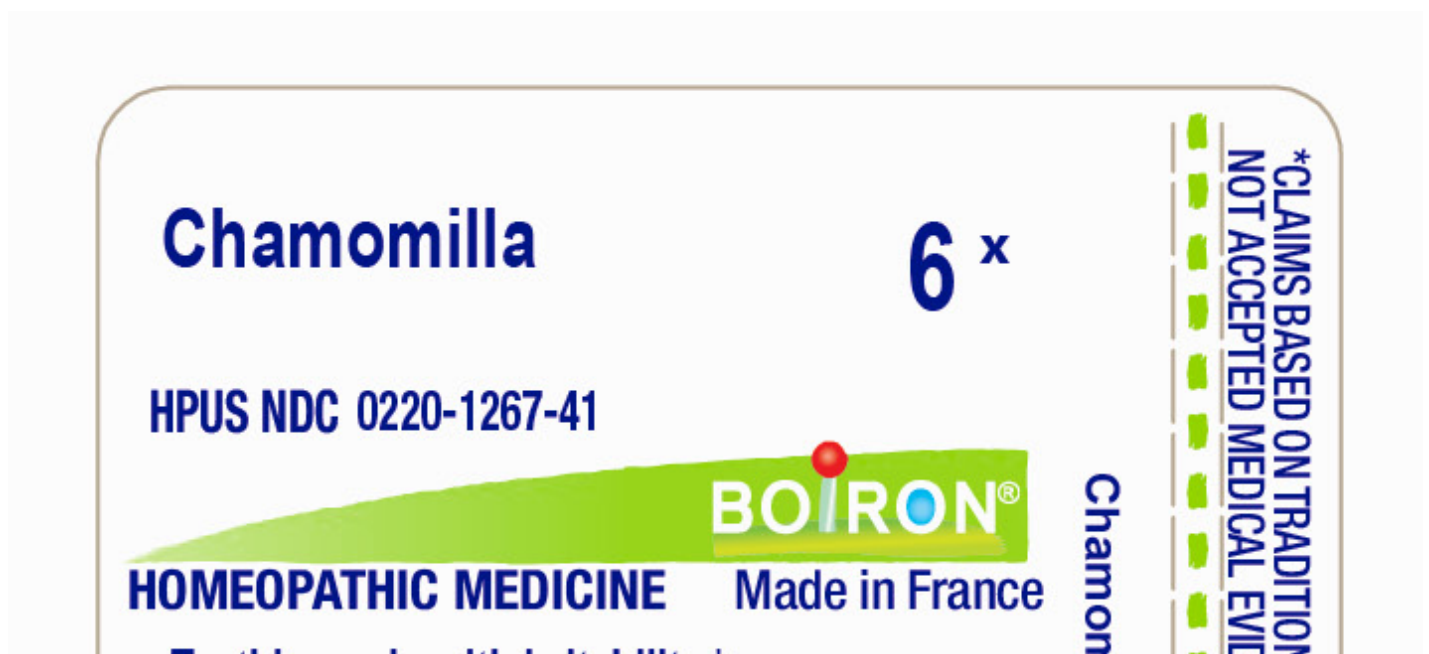 Chamomilla
6 x
HPUS NDC 0220-1267-41
BOIRON®
HOMEOPATHIC MEDICINE
Made in France
Chamom
*CLAIMS BASED ON TRADITION
NOT ACCEPTED MEDICAL EVID